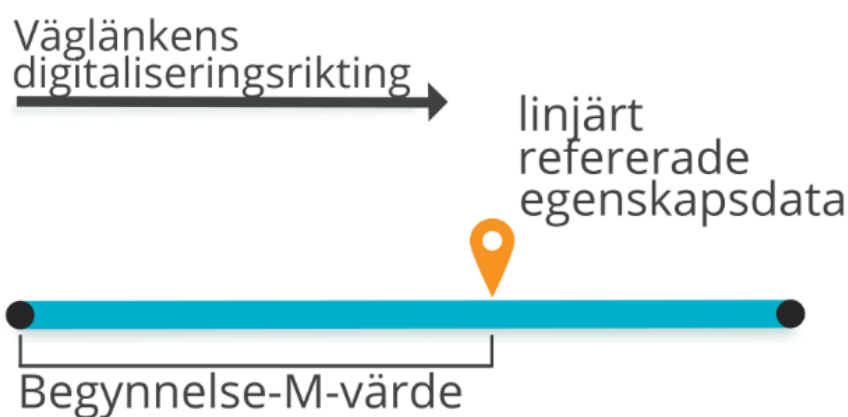 Väglänkens
digitaliseringsrikting
linjärt
refererade
egenskapsdata
Begynnelse-M-värde